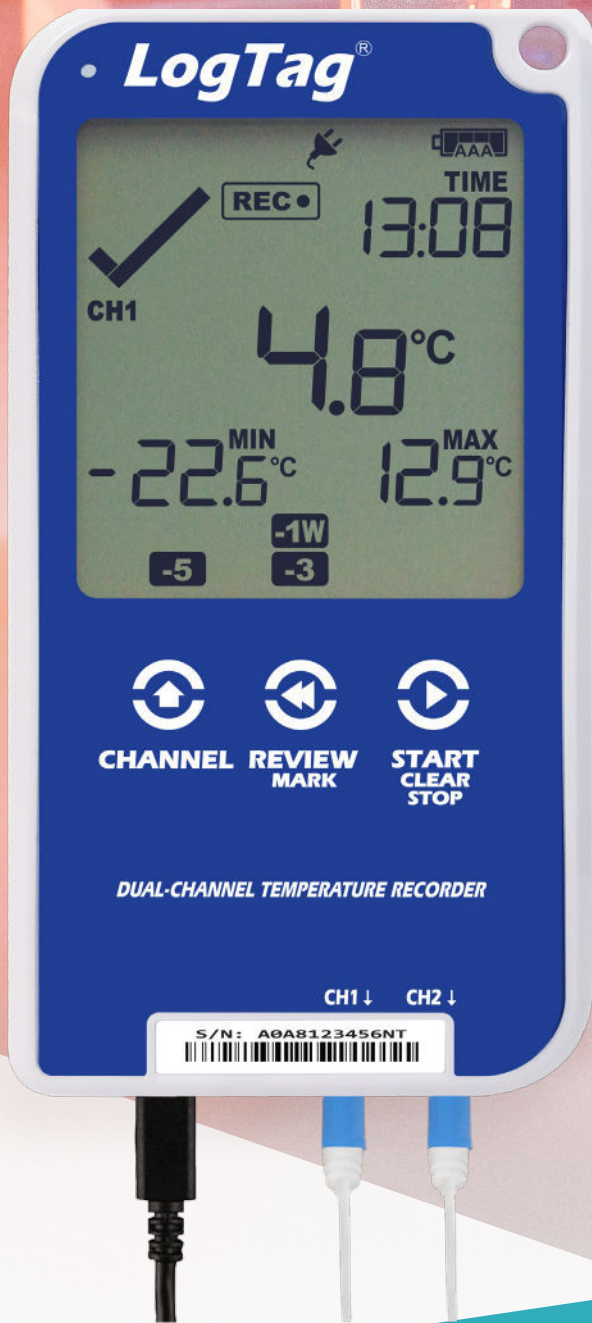 LogTag®
AAA
TIME
REC
13:08
CH1
4.8°C
MIN
MAX
-22.6°C
12.9°C
-1W
-5
-3
CHANNEL
REVIEW
MARK
START
CLEAR
STOP
DUAL-CHANNEL TEMPERATURE RECORDER
CH1↓ CH2↓
S/N: A0A8123456NT